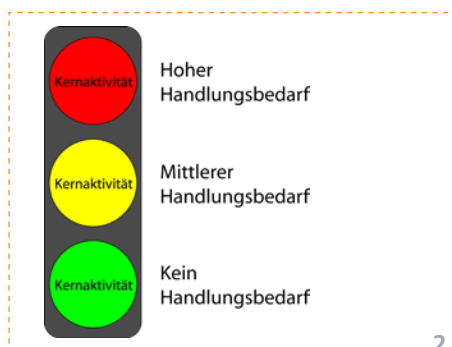 Kernaktivität
Hoher
Handlungsbedarf
Kernaktivität
Mittlerer
Handlungsbedarf
Kernaktivität
Kein
Handlungsbedarf
2